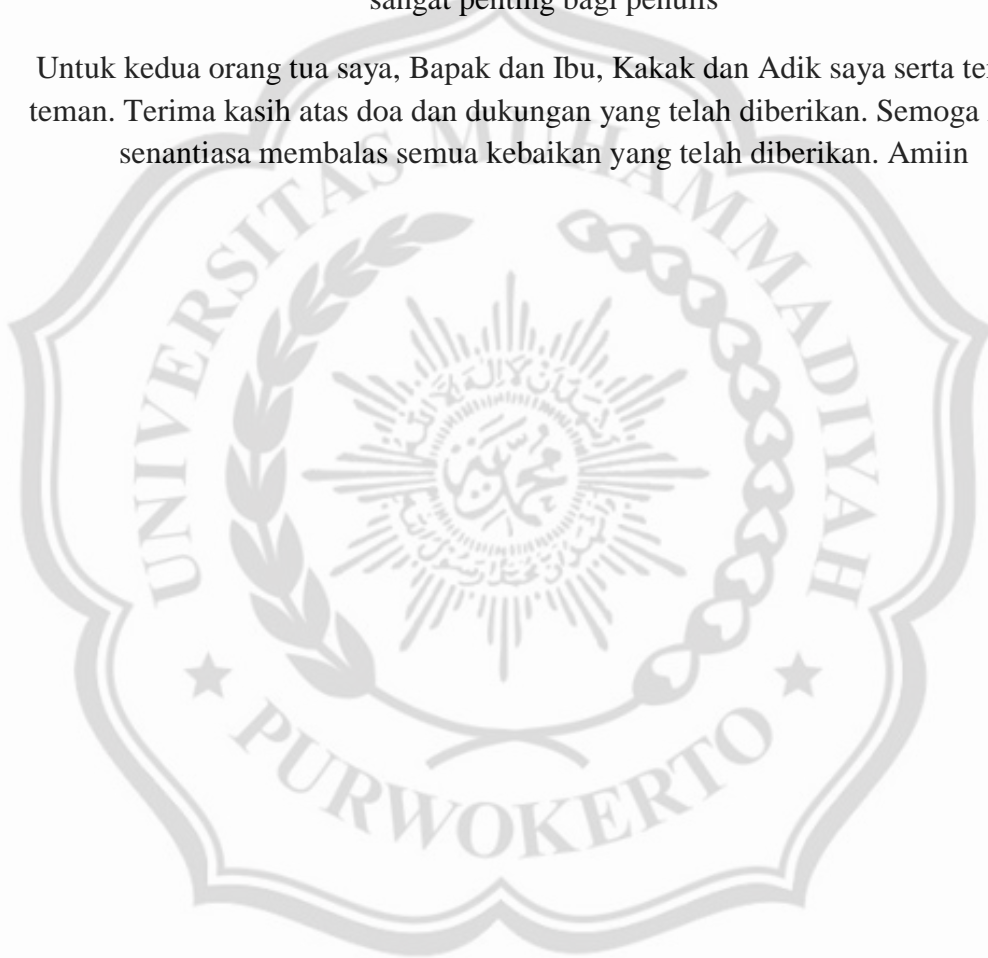 sangat penting bagi penulis
Untuk kedua orang tua saya, Bapak dan Ibu, Kakak dan Adik saya serta
teman. Terima kasih atas doa dan dukungan yang telah diberikan. Semoga
senantiasa membalas semua kebaikan yang telah diberikan. Amiin
UNIVERSITAS MUHAMMADIYAH
PURWOKERTO